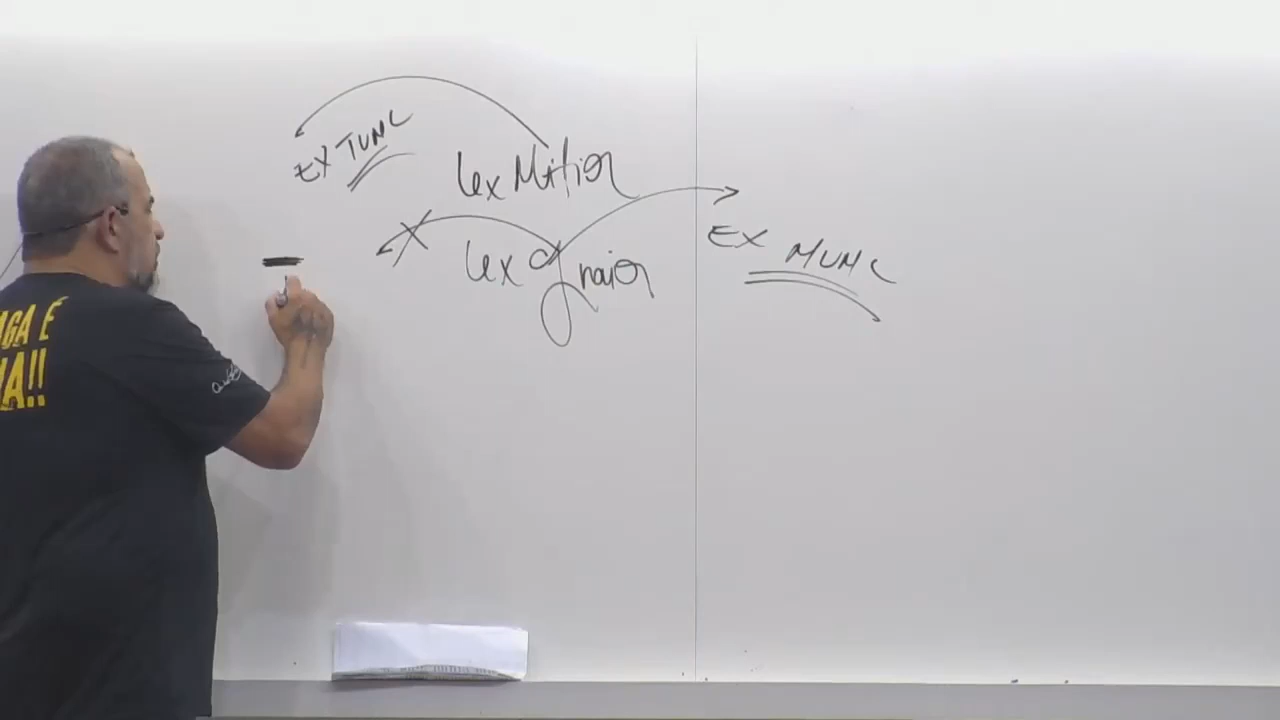 EX TUNC
Lex Mitior
Lex gravior
EX NUNC
AGA É
IA!!